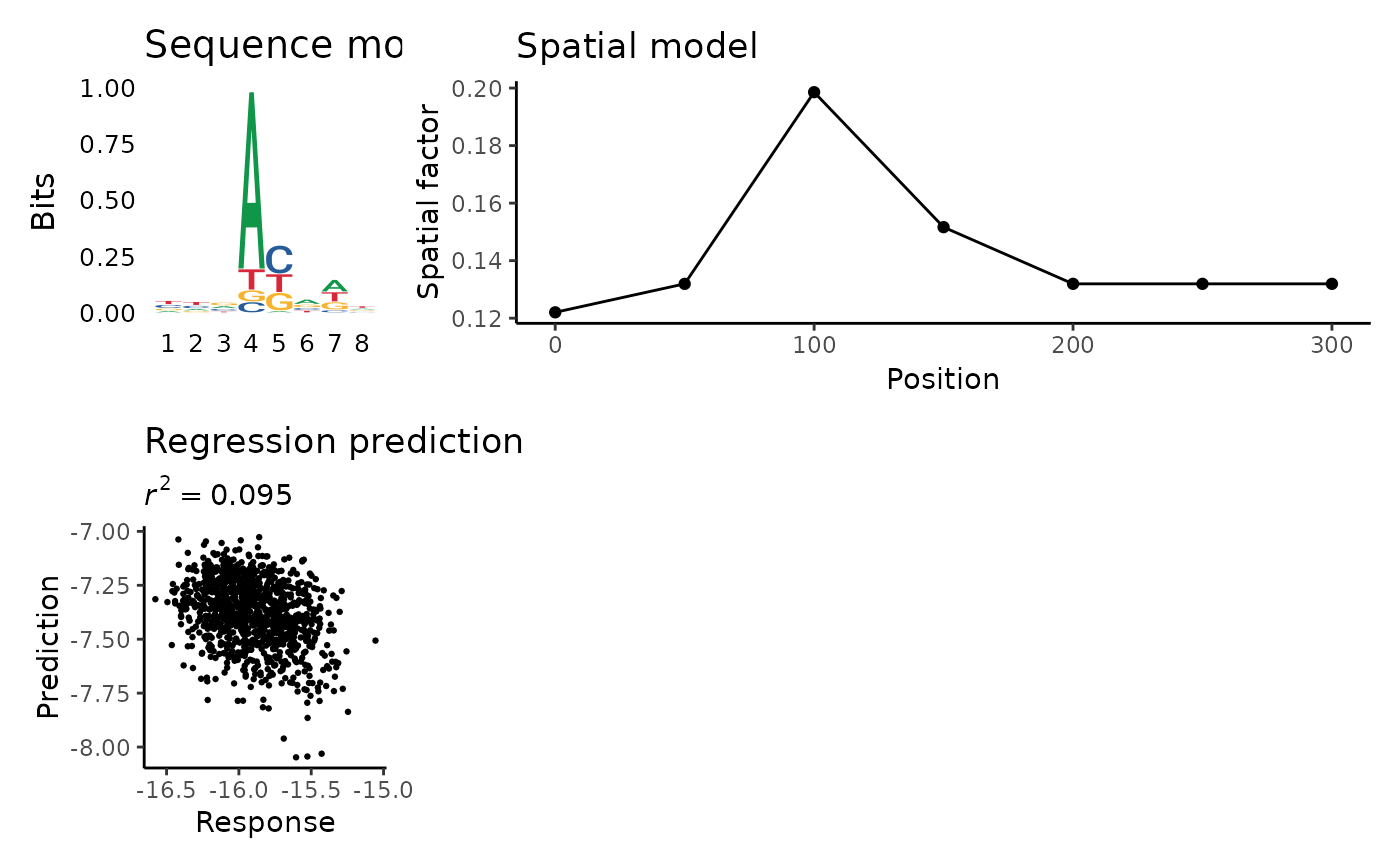 Sequence mo
Bits
1.00
0.75
0.50
0.25
0.00
A
T
G
C
C
T
G
A
T
G
1 2 3 4 5 6 7 8
Spatial model
Spatial factor
0.20
0.18
0.16
0.14
0.12
0 100 200 300
Position
Regression prediction
r² = 0.095
Prediction
-7.00
-7.25
-7.50
-7.75
-8.00
-16.5 -16.0 -15.5 -15.0
Response